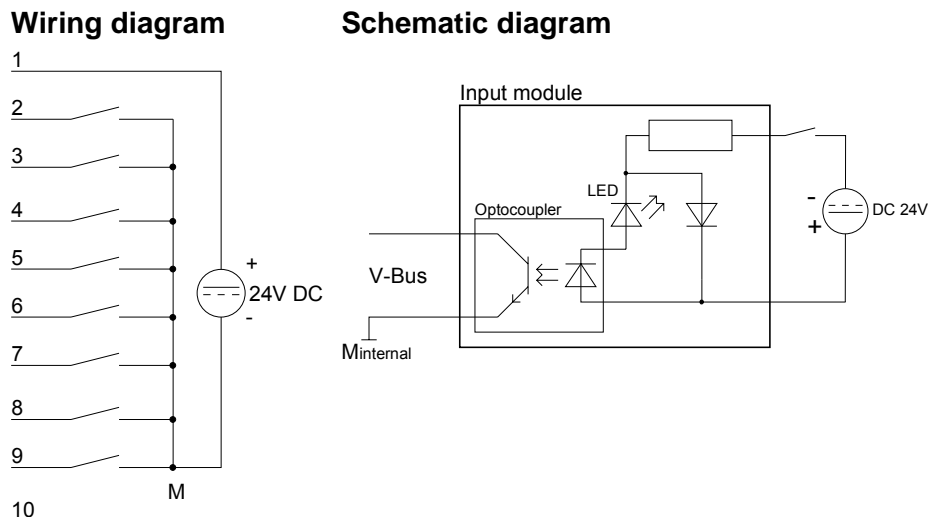 Wiring diagram
1
2
3
4
5
6
7
8
9
10
+
24V DC
-
M
Schematic diagram
Input module
LED
Optocoupler
V-Bus
Minternal
-
+
DC 24V